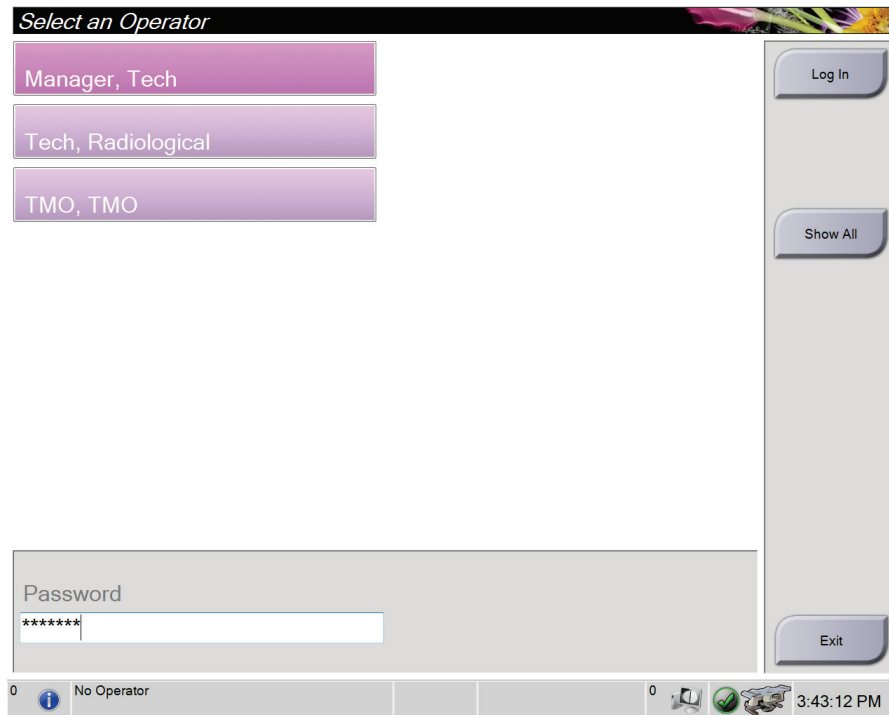 Select an Operator
Manager, Tech
Log In
Tech, Radiological
TMO, TMO
Show All
Password
*******
Exit
0
No Operator
0
3:43:12 PM